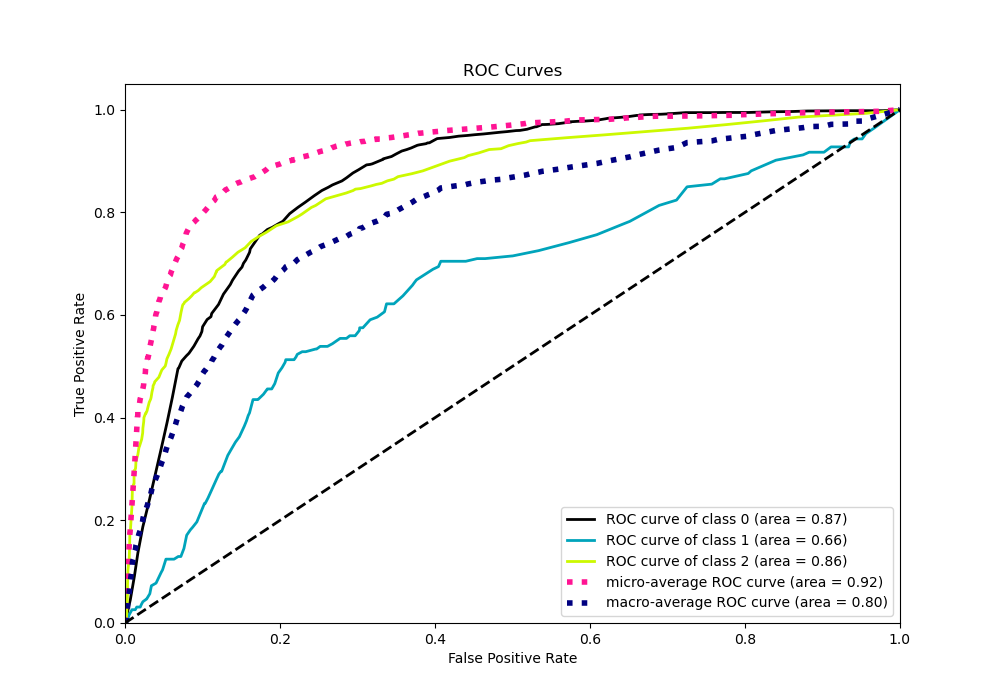 ROC Curves
True Positive Rate
1.0
0.8
0.6
0.4
0.2
0.0
0.0 0.2 0.4 0.6 0.8 1.0
False Positive Rate
ROC curve of class 0 (area = 0.87)
ROC curve of class 1 (area = 0.66)
ROC curve of class 2 (area = 0.86)
micro-average ROC curve (area = 0.92)
macro-average ROC curve (area = 0.80)